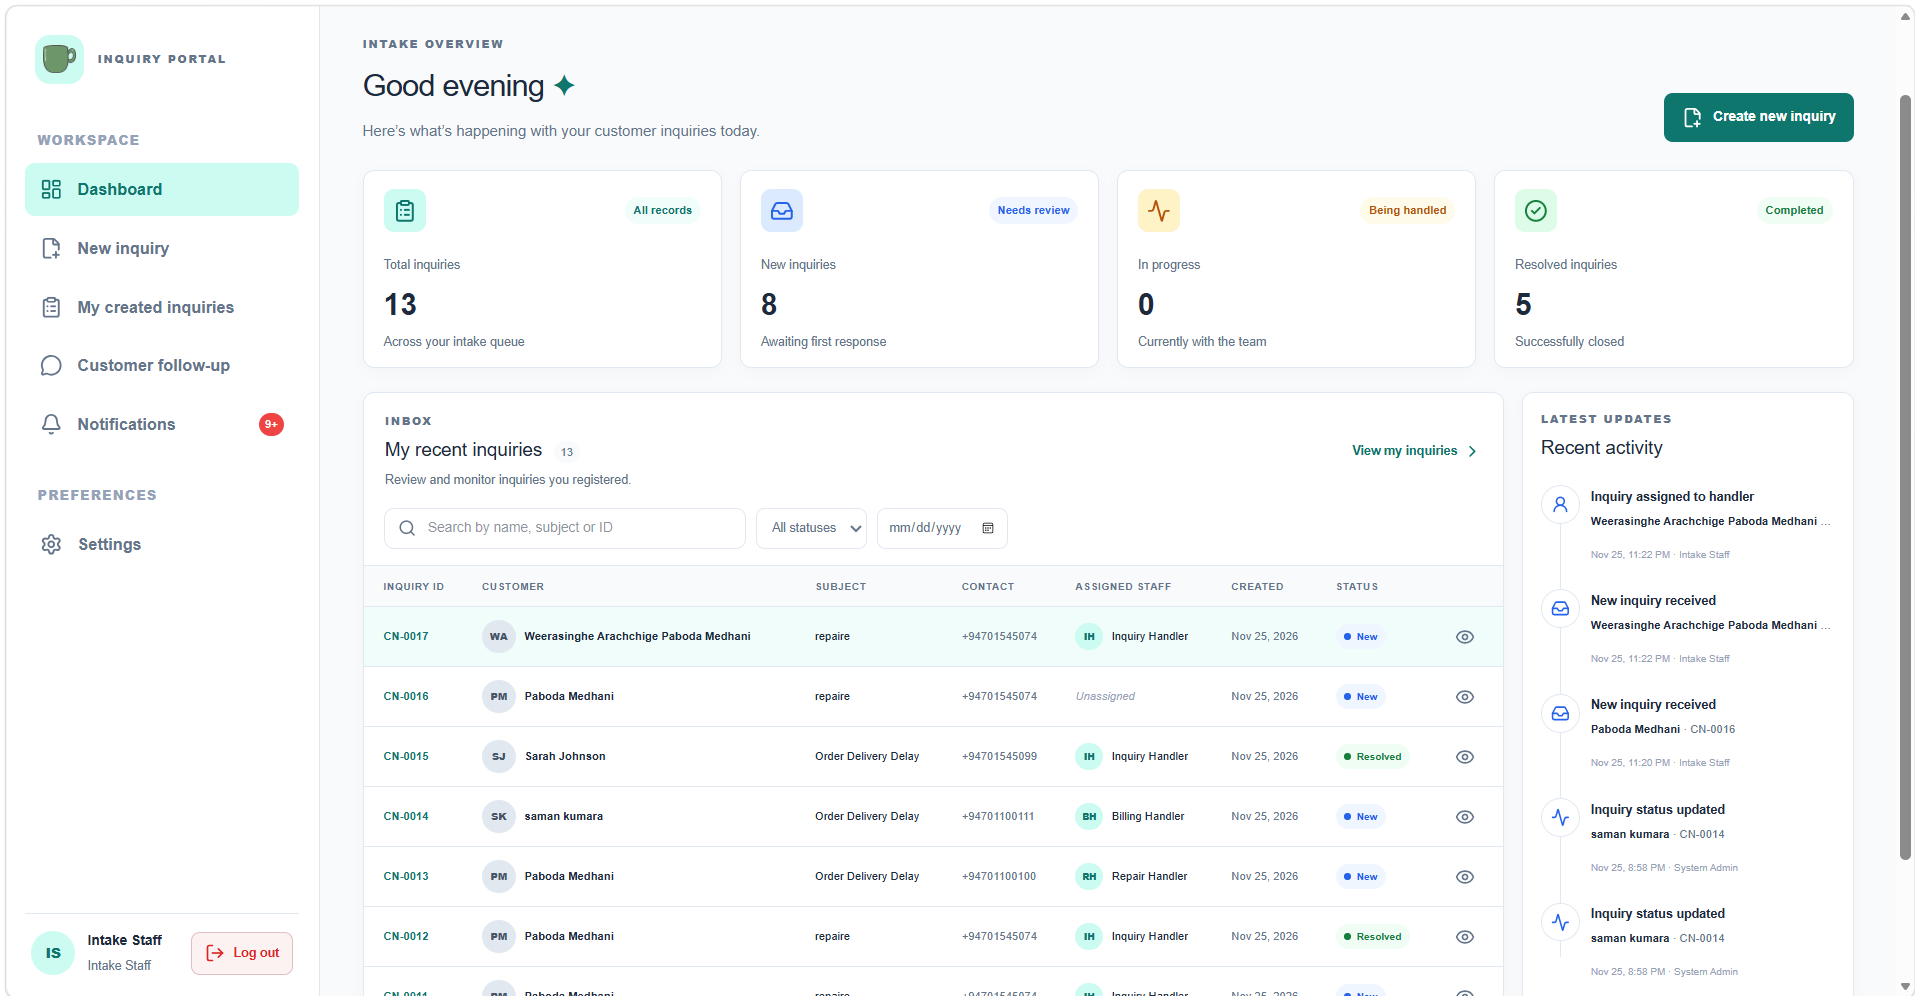 INQUIRY PORTAL
WORKSPACE
Dashboard
New inquiry
My created inquiries
Customer follow-up
Notifications 9+
PREFERENCES
Settings
IS
Intake Staff
Intake Staff
Log out
INTAKE OVERVIEW
Good evening
Here's what's happening with your customer inquiries today.
Create new inquiry
All records
Total inquiries
13
Across your intake queue
Needs review
New inquiries
8
Awaiting first response
Being handled
In progress
0
Currently with the team
Completed
Resolved inquiries
5
Successfully closed
INBOX
My recent inquiries 13
View my inquiries
Review and monitor inquiries you registered.
Search by name, subject or ID
All statuses
mm/dd/yyyy
INQUIRY ID CUSTOMER SUBJECT CONTACT ASSIGNED STAFF CREATED STATUS
CN-0017 WA Weerasinghe Arachchige Paboda Medhani repaire +94701545074 IH Inquiry Handler Nov 25, 2026 New
CN-0016 PM Paboda Medhani repaire +94701545074 Unassigned Nov 25, 2026 New
CN-0015 SJ Sarah Johnson Order Delivery Delay +94701545099 IH Inquiry Handler Nov 25, 2026 Resolved
CN-0014 SK saman kumara Order Delivery Delay +94701100111 BH Billing Handler Nov 25, 2026 New
CN-0013 PM Paboda Medhani Order Delivery Delay +94701100100 RH Repair Handler Nov 25, 2026 New
CN-0012 PM Paboda Medhani repaire +94701545074 IH Inquiry Handler Nov 25, 2026 Resolved
CN-0011 PM Paboda Medhani repaire +94701545074 IH Inquiry Handler Nov 25, 2026 New
LATEST UPDATES
Recent activity
Inquiry assigned to handler
Weerasinghe Arachchige Paboda Medhani ...
Nov 25, 11:22 PM · Intake Staff
New inquiry received
Weerasinghe Arachchige Paboda Medhani ...
Nov 25, 11:22 PM · Intake Staff
New inquiry received
Paboda Medhani · CN-0016
Nov 25, 11:20 PM · Intake Staff
Inquiry status updated
saman kumara · CN-0014
Nov 25, 8:58 PM · System Admin
Inquiry status updated
saman kumara · CN-0014
Nov 25, 8:58 PM · System Admin